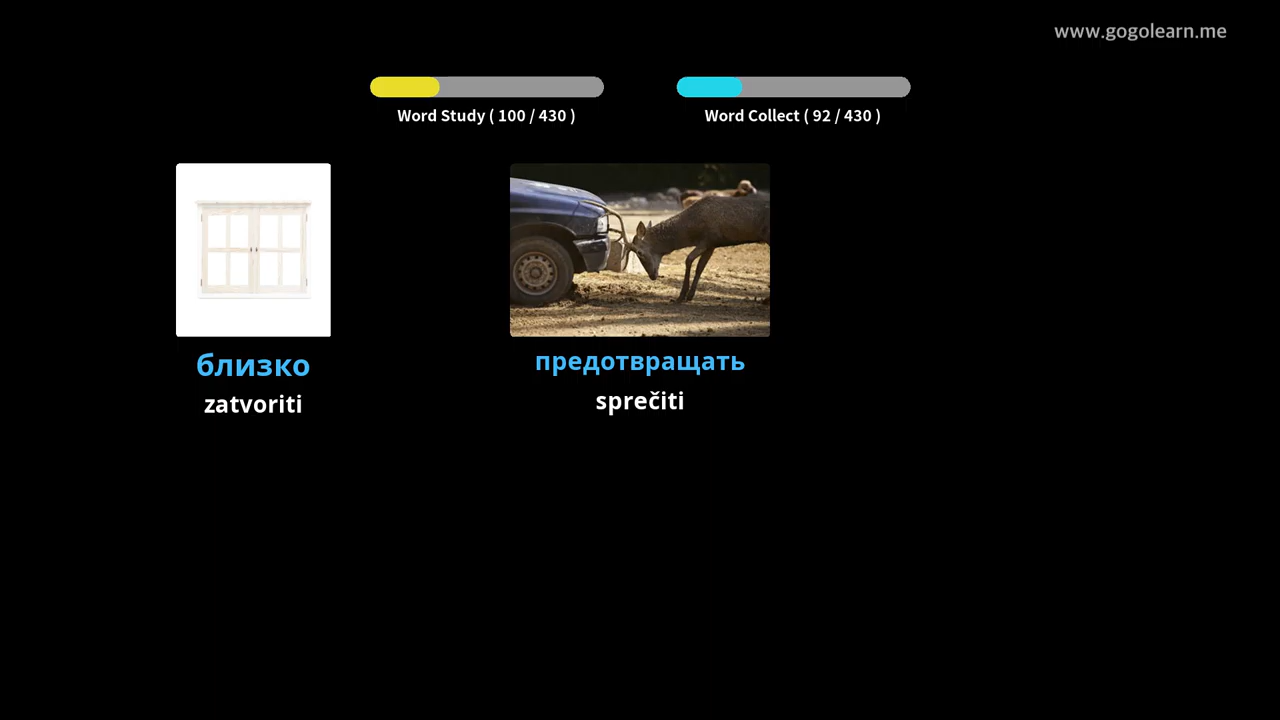 www.gogolearn.me
Word Study ( 100 / 430 )
Word Collect ( 92 / 430 )
близко
zatvoriti
предотвращать
sprečiti